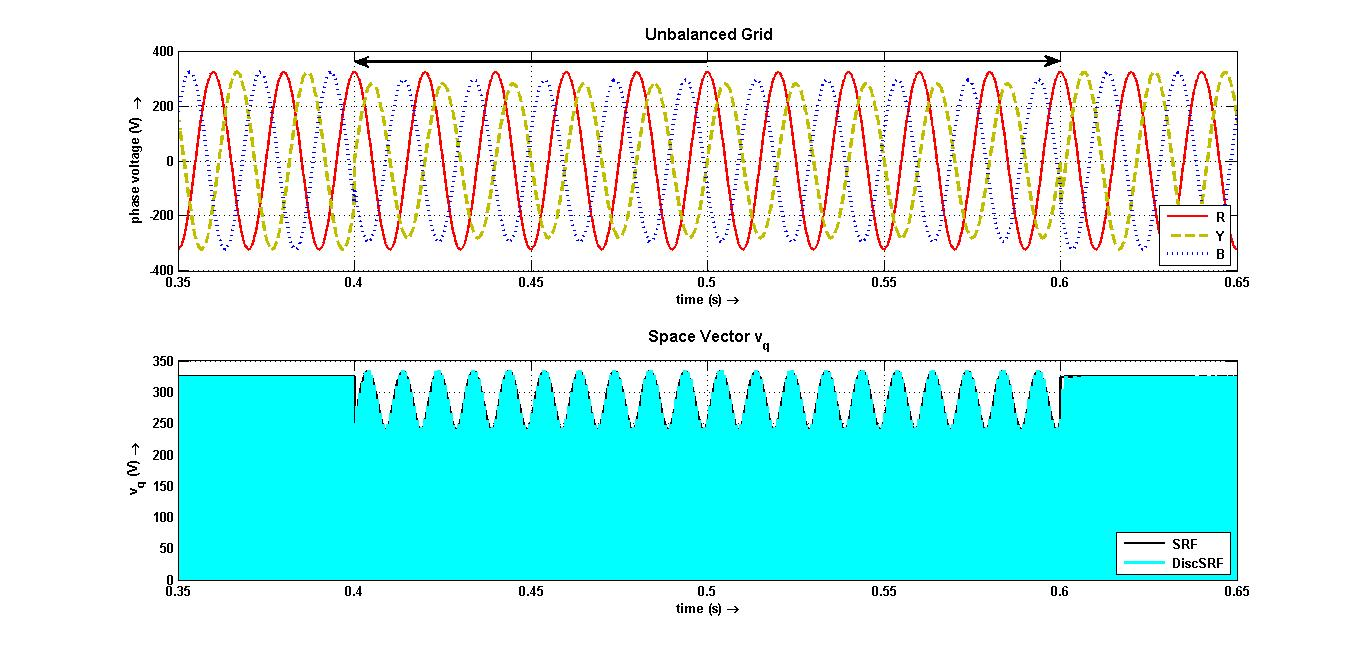 Unbalanced Grid
phase voltage (V) →
400
200
0
-200
-400
0.35 0.4 0.45 0.5 0.55 0.6 0.65
time (s) →
R
Y
B
Space Vector vq
vq (V) →
350
300
250
200
150
100
50
0
0.35 0.4 0.45 0.5 0.55 0.6 0.65
time (s) →
SRF
DiscSRF